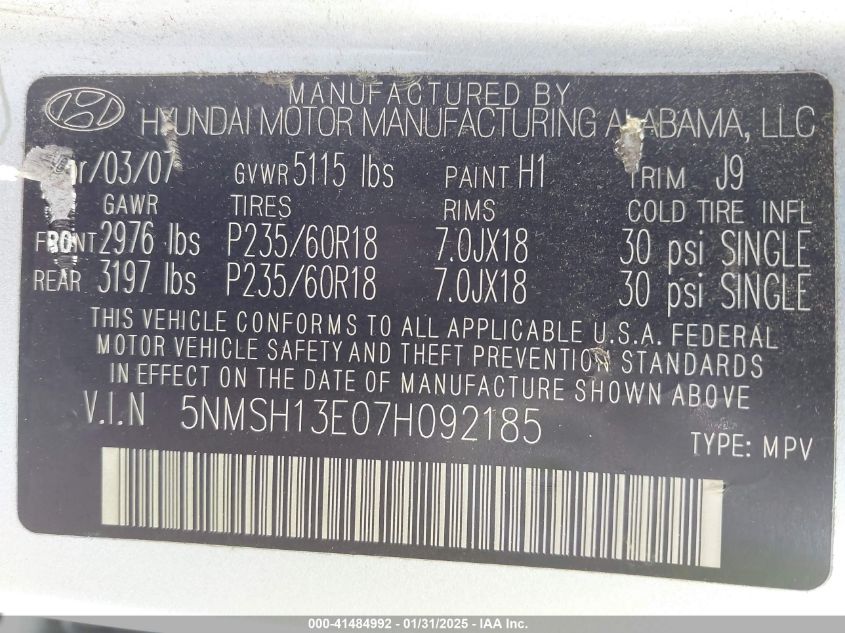 MANUFACTURED BY
HYUNDAI MOTOR MANUFACTURING ALABAMA, LLC
/03/07 GVWR 5115 lbs PAINT H1 TRIM J9
GAWR TIRES RIMS COLD TIRE INFL
FRONT 2976 lbs P235/60R18 7.0JX18 30 psi SINGLE
REAR 3197 lbs P235/60R18 7.0JX18 30 psi SINGLE
THIS VEHICLE CONFORMS TO ALL APPLICABLE U.S.A. FEDERAL
MOTOR VEHICLE SAFETY AND THEFT PREVENTION STANDARDS
IN EFFECT ON THE DATE OF MANUFACTURE SHOWN ABOVE
V.I.N 5NMSH13E07H092185
TYPE: MPV
000-41484992 - 01/31/2025 - IAA Inc.